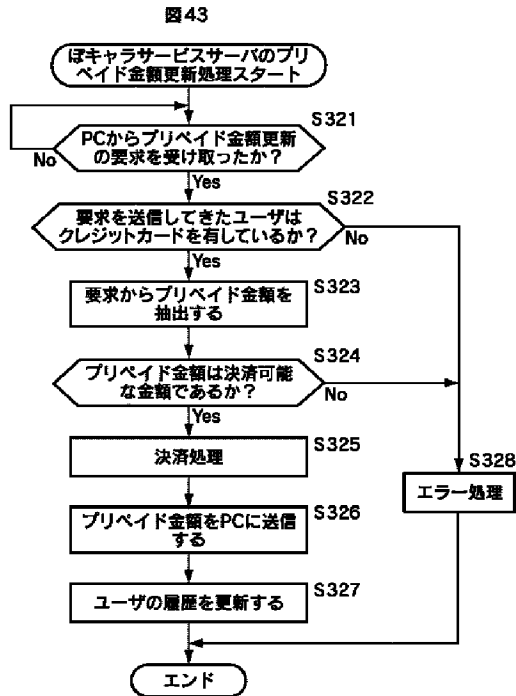 図43
ぽキャラサービスサーバのプリ
ペイド金額更新処理スタート
S321
PCからプリペイド金額更新
の要求を受け取ったか？
No
Yes
S322
要求を送信してきたユーザは
クレジットカードを有しているか？
No
Yes
S323
要求からプリペイド金額を
抽出する
S324
プリペイド金額は決済可能
な金額であるか？
No
Yes
S325
決済処理
S328
エラー処理
S326
プリペイド金額をPCに送信
する
S327
ユーザの履歴を更新する
エンド